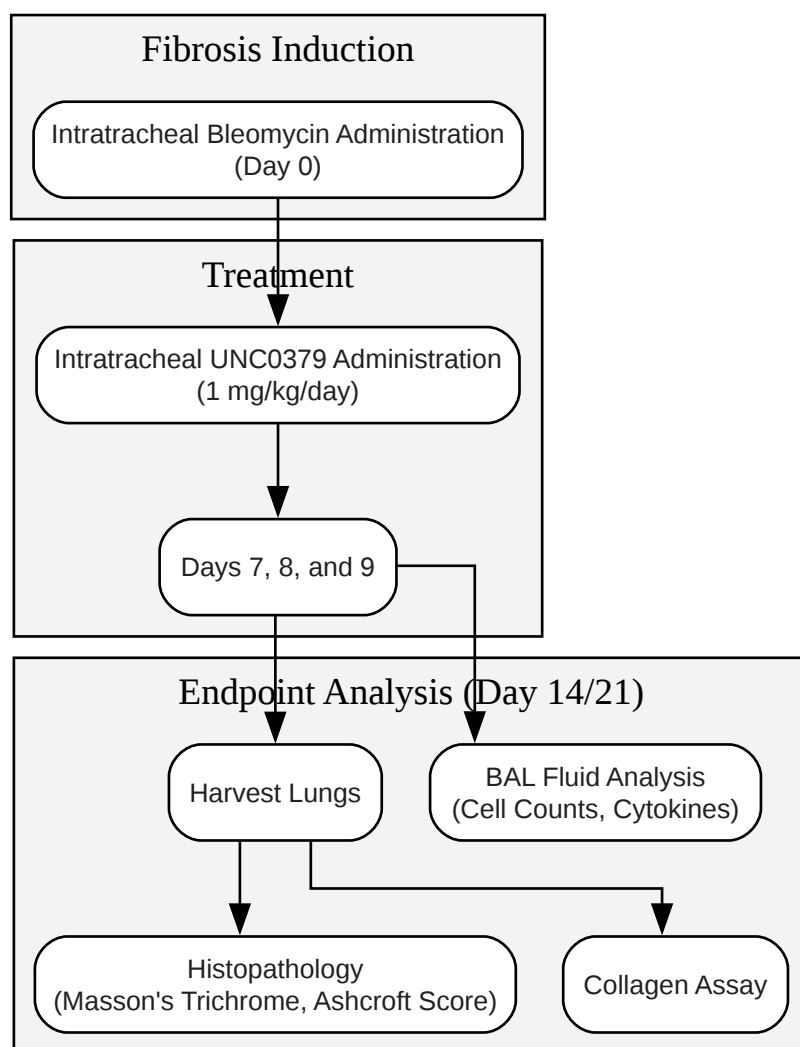 Fibrosis Induction
Intratracheal Bleomycin Administration
(Day 0)
Treatment
Intratracheal UNC0379 Administration
(1 mg/kg/day)
Days 7, 8, and 9
Endpoint Analysis (Day 14/21)
Harvest Lungs
BAL Fluid Analysis
(Cell Counts, Cytokines)
Histopathology
(Masson's Trichrome, Ashcroft Score)
Collagen Assay